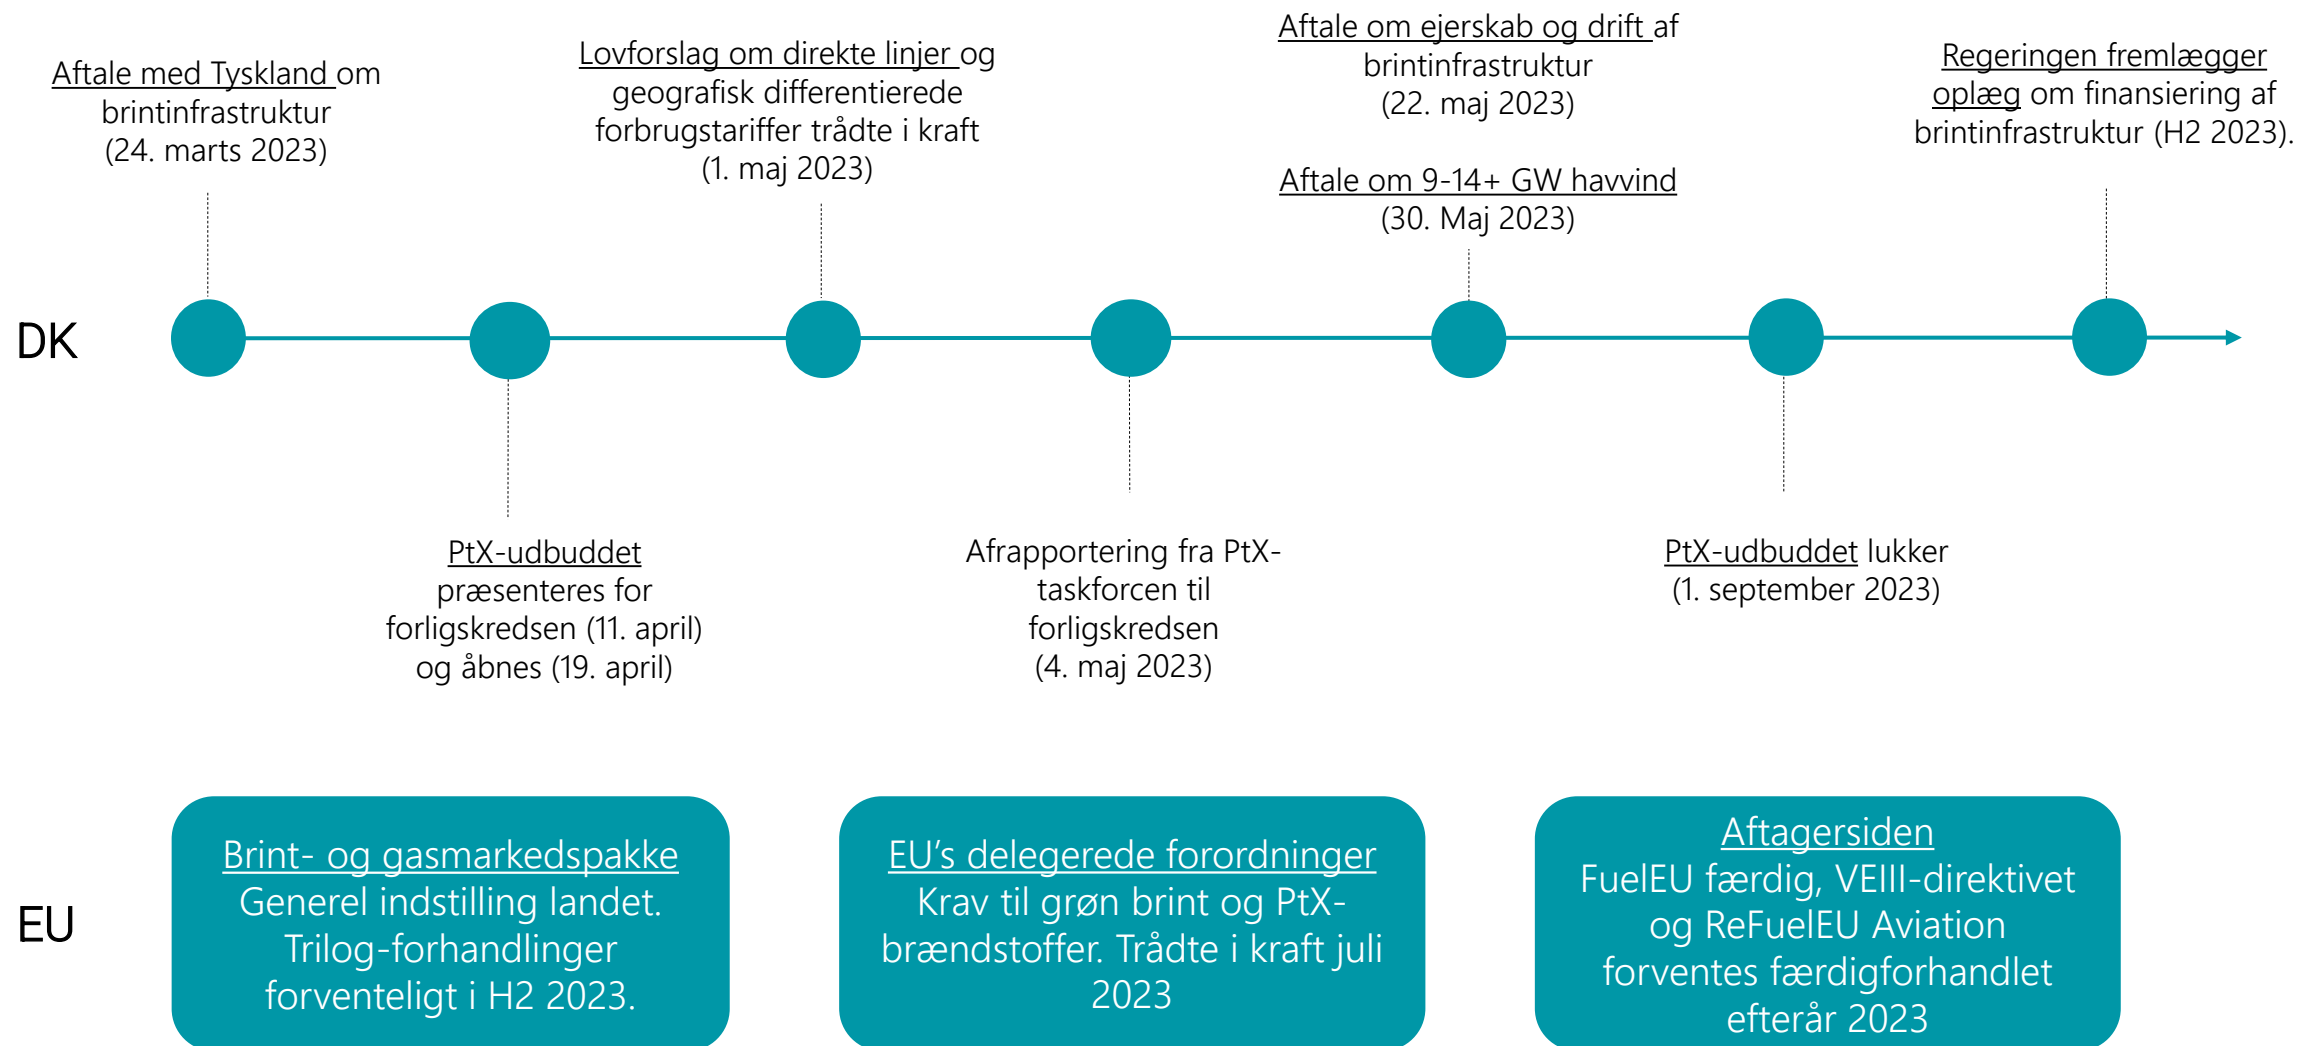 Aftale med Tyskland om
brintinfrastruktur
(24. marts 2023)
Lovforslag om direkte linjer og
geografisk differentierede
forbrugstariffer trådte i kraft
(1. maj 2023)
Aftale om ejerskab og drift af
brintinfrastruktur
(22. maj 2023)
Aftale om 9-14+ GW havvind
(30. Maj 2023)
Regeringen fremlægger
oplæg om finansiering af
brintinfrastruktur (H2 2023).
DK
PtX-udbuddet
præsenteres for
forligskredsen (11. april)
og åbnes (19. april)
Afrapportering fra PtX-
taskforcen til
forligskredsen
(4. maj 2023)
PtX-udbuddet lukker
(1. september 2023)
EU
Brint- og gasmarkedspakke
Generel indstilling landet.
Trilog-forhandlinger
forventeligt i H2 2023.
EU's delegerede forordninger
Krav til grøn brint og PtX-
brændstoffer. Trådte i kraft juli
2023
Aftagersiden
FuelEU færdig, VEIII-direktivet
og ReFuelEU Aviation
forventes færdigforhandlet
efterår 2023